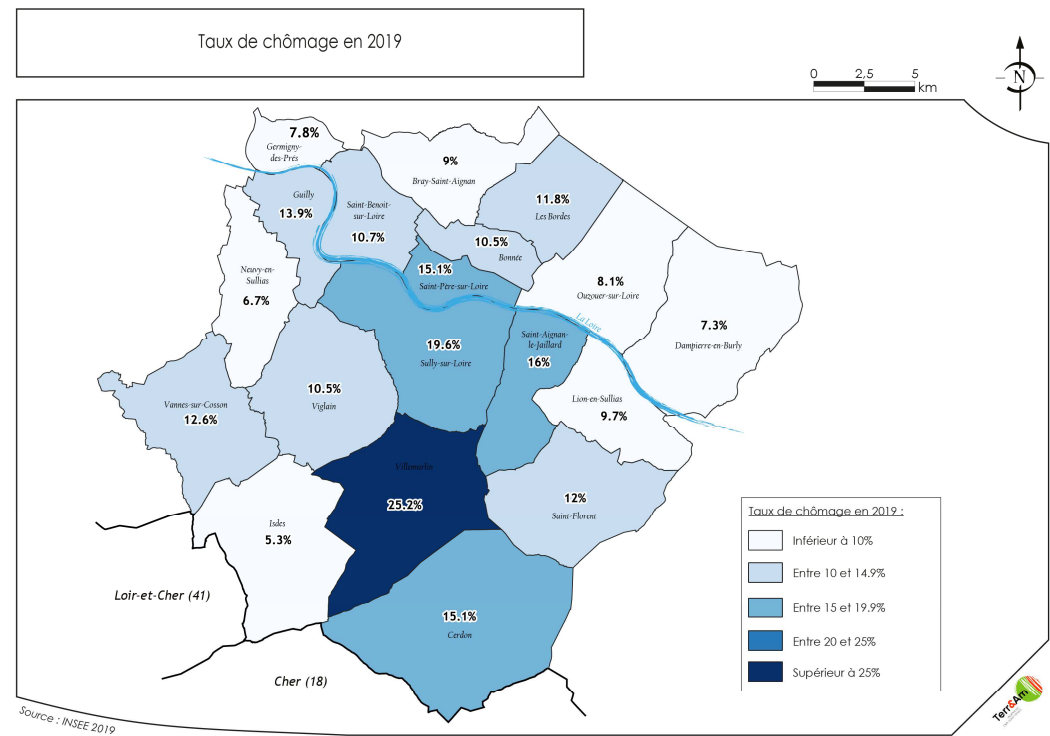 Taux de chômage en 2019
0 2,5 5
km
N
7.8%
Germigny-
des-Prés
9%
Bray-Saint-Aignan
11.8%
Les Bordes
Guilly
13.9%
Saint-Benoit-
sur-Loire
10.7%
10.5%
Bonnée
Neuvy-en-
Sullias
6.7%
15.1%
Saint-Père-sur-Loire
8.1%
Ouzouer-sur-Loire
La Loire
7.3%
Dampierre-en-Burly
19.6%
Sully-sur-Loire
Saint-Aignan-
le-Jaillard
16%
10.5%
Viglain
Vannes-sur-Cosson
12.6%
Lion-en-Sullias
9.7%
Villemurlin
25.2%
12%
Saint-Florent
Isdes
5.3%
15.1%
Cerdon
Loir-et-Cher (41)
Cher (18)
Taux de chômage en 2019 :
Inférieur à 10%
Entre 10 et 14.9%
Entre 15 et 19.9%
Entre 20 et 25%
Supérieur à 25%
Source : INSEE 2019
Terr&Am